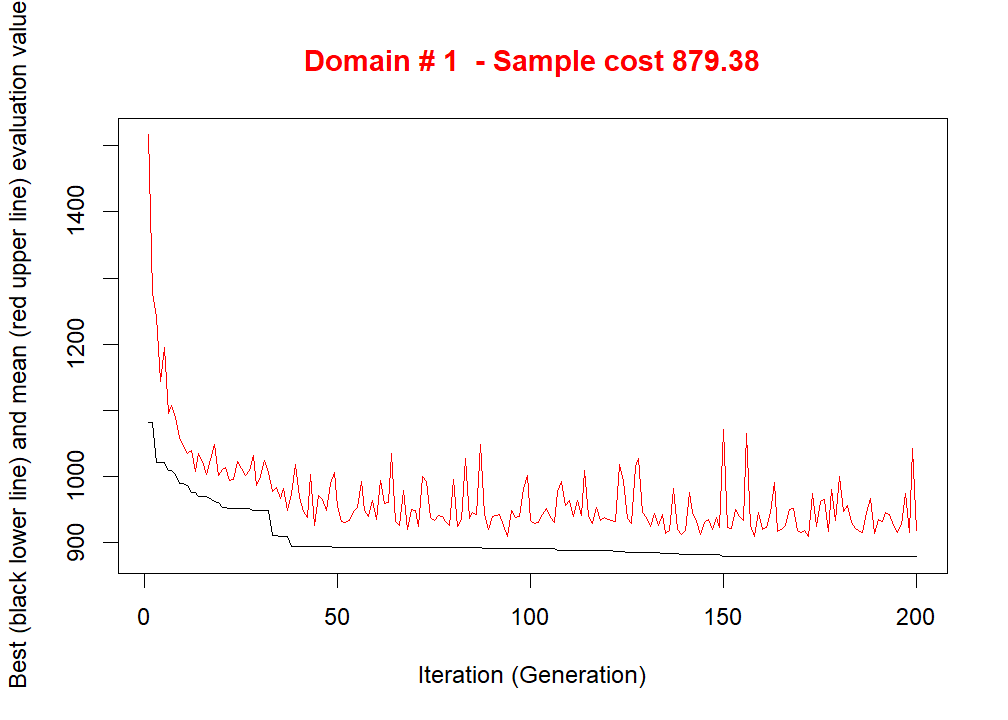 Domain # 1  - Sample cost 879.38
Best (black lower line) and mean (red upper line) evaluation value
1400
1200
1000
900
0 50 100 150 200
Iteration (Generation)